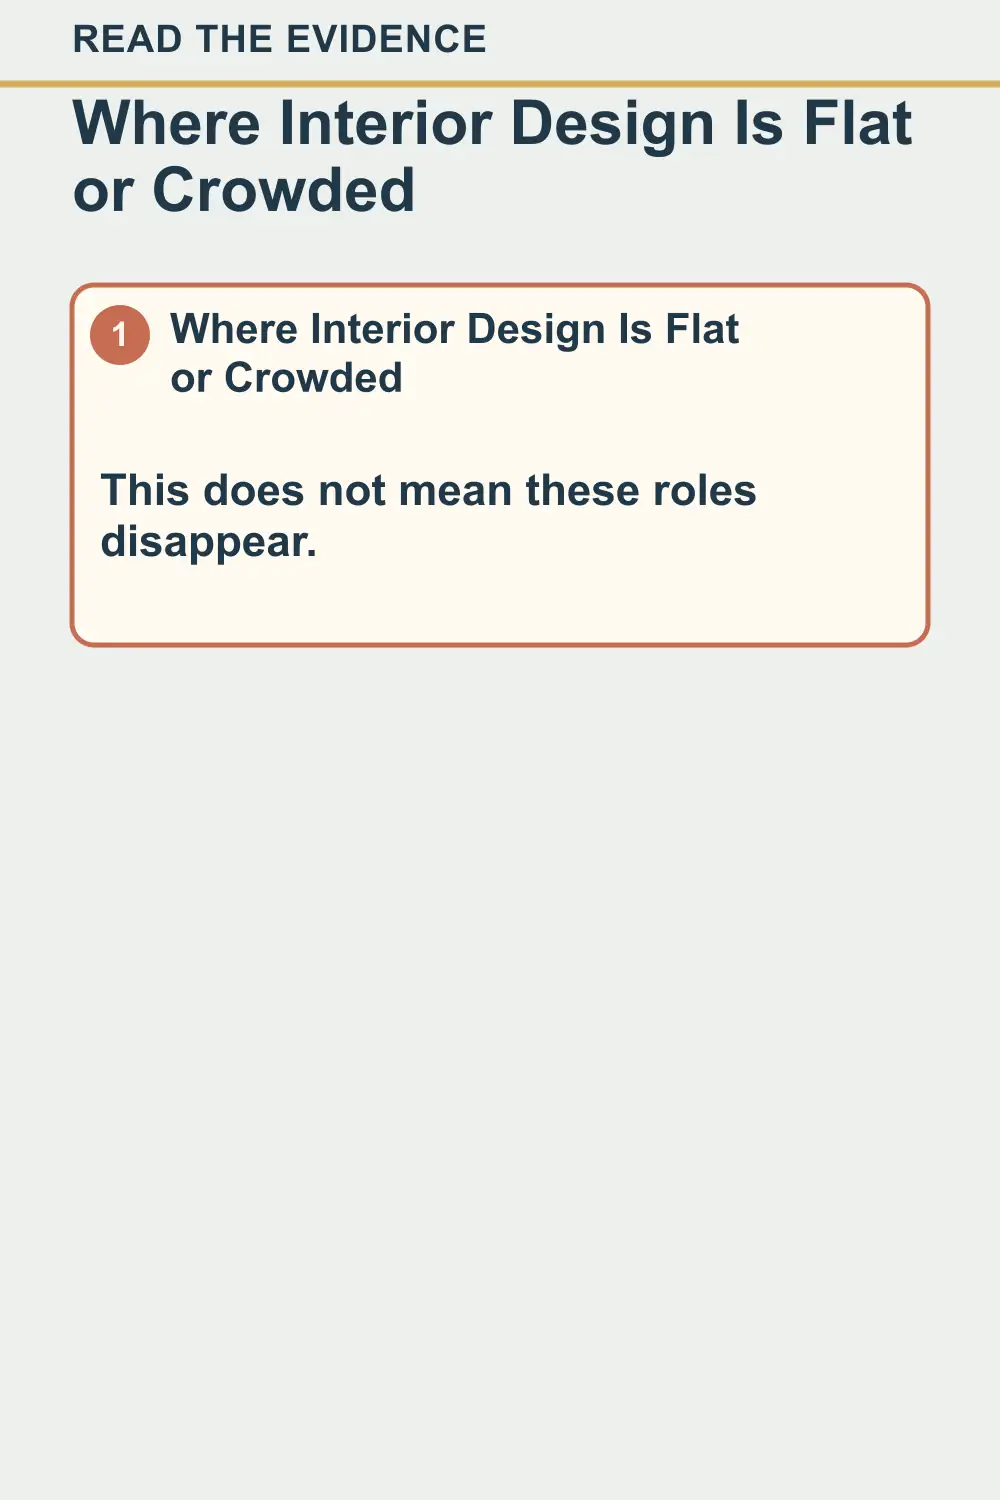 READ THE EVIDENCE
Where Interior Design Is Flat
or Crowded
1
Where Interior Design Is Flat
or Crowded
This does not mean these roles
disappear.